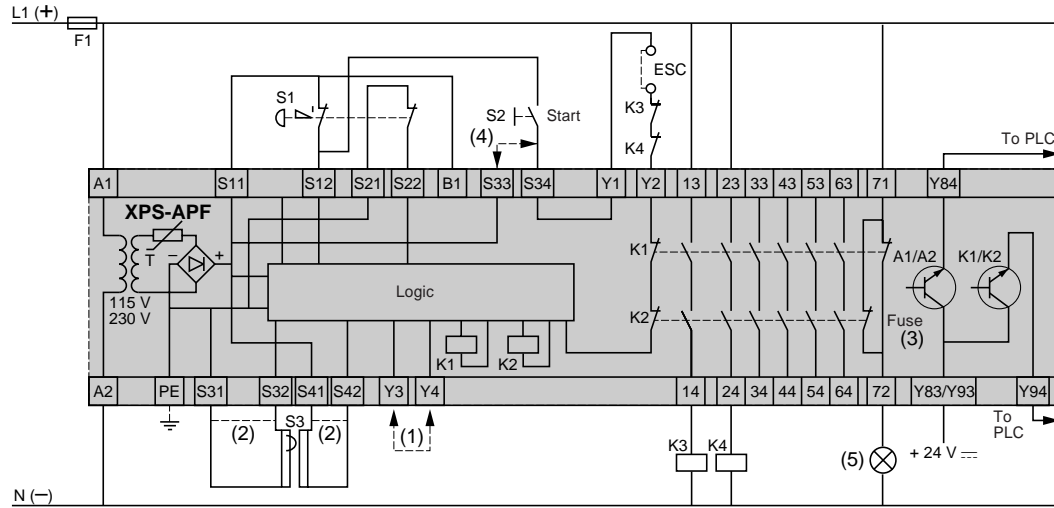 L1 (+)
F1
ESC
S1
K3
S2 Start
(4)
K4
To PLC
A1 S11 S12 S21 S22 B1 S33 S34 Y1 Y2 13 23 33 43 53 63 71 Y84
XPS-APF
T − +
K1
A1/A2 K1/K2
Logic
115 V
230 V
K2
Fuse
(3)
K1 K2
A2 PE S31 S32 S41 S42 Y3 Y4 14 24 34 44 54 64 72 Y83/Y93 Y94
(2) S3 (2) (1)
To
PLC
K3 K4
(5)
+ 24 V
N (−)